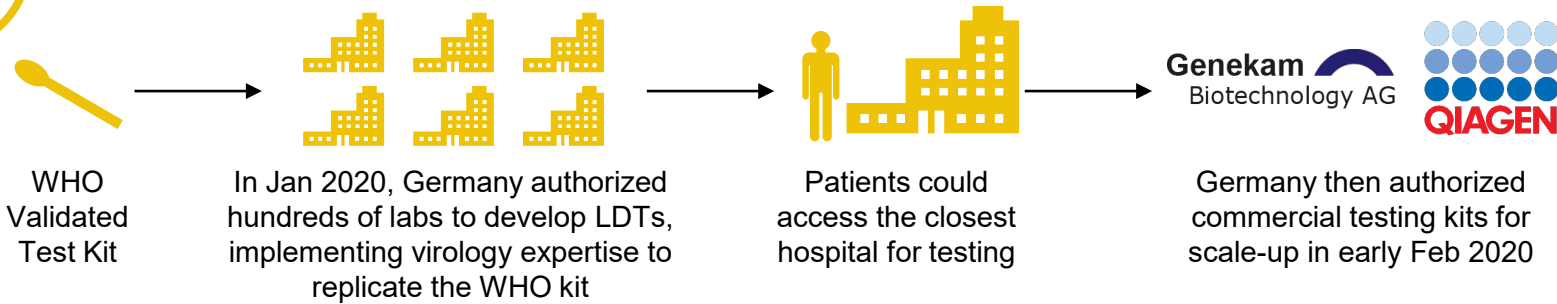 Genekam
Biotechnology AG
QIAGEN
WHO
Validated
Test Kit
In Jan 2020, Germany authorized
hundreds of labs to develop LDTs,
implementing virology expertise to
replicate the WHO kit
Patients could
access the closest
hospital for testing
Germany then authorized
commercial testing kits for
scale-up in early Feb 2020